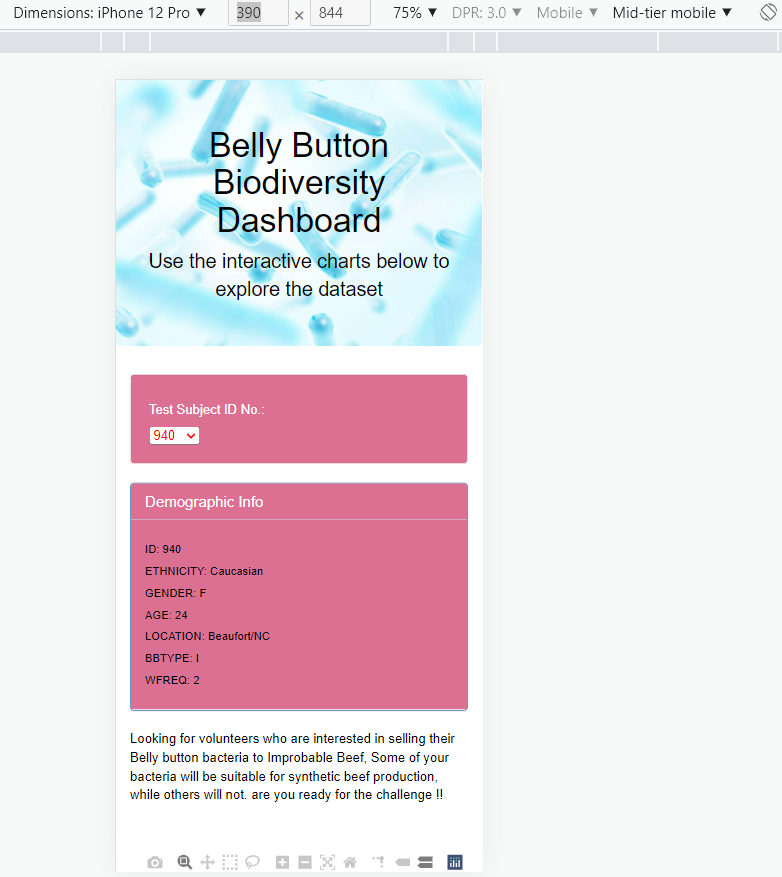 Dimensions: iPhone 12 Pro ▼ 390 × 844 75% ▼ DPR: 3.0 ▼ Mobile ▼ Mid-tier mobile ▼
Belly Button
Biodiversity
Dashboard
Use the interactive charts below to
explore the dataset
Test Subject ID No.:
940
Demographic Info
ID: 940
ETHNICITY: Caucasian
GENDER: F
AGE: 24
LOCATION: Beaufort/NC
BBTYPE: I
WFREQ: 2
Looking for volunteers who are interested in selling their
Belly button bacteria to Improbable Beef, Some of your
bacteria will be suitable for synthetic beef production,
while others will not. are you ready for the challenge !!